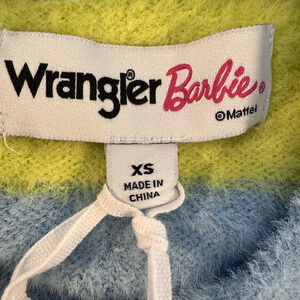 Wrangler Barbie®
©Mattel
XS
MADE IN
CHINA